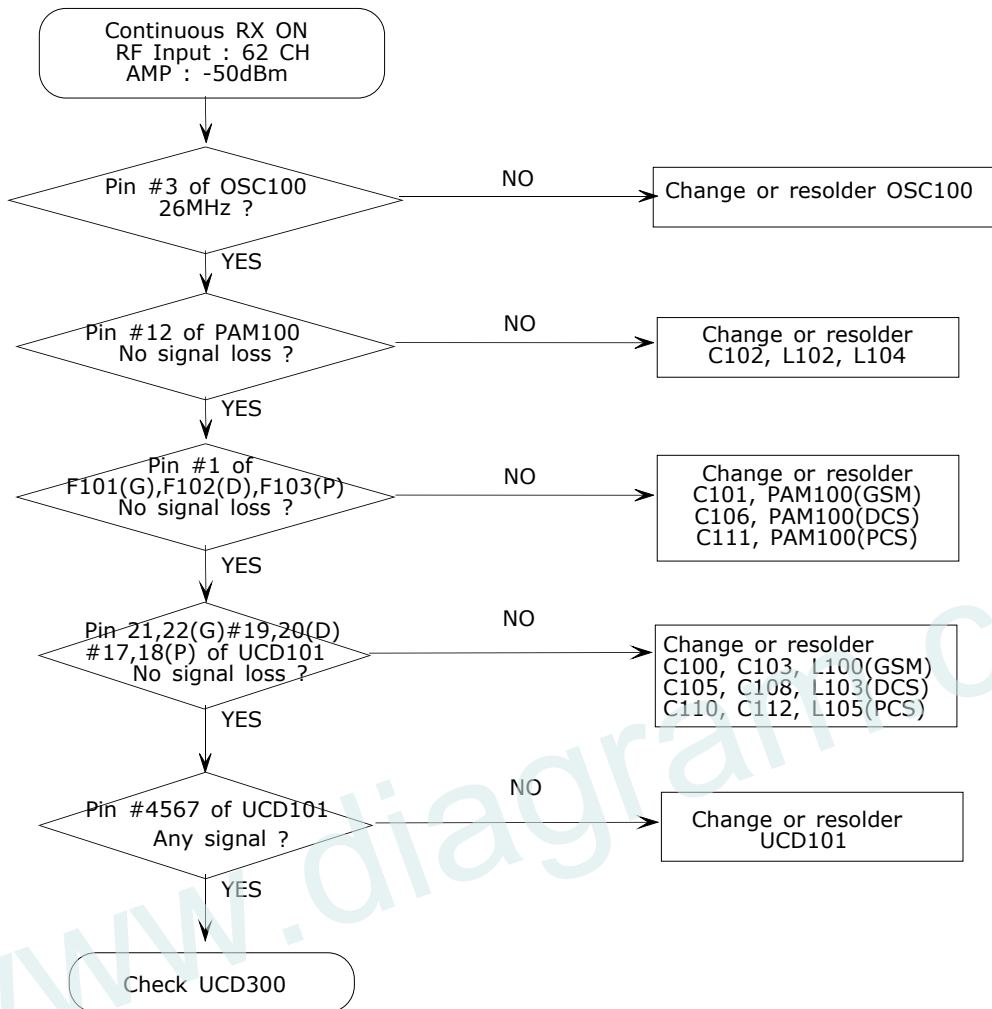 Continuous RX ON
RF Input : 62 CH
AMP : -50dBm
Pin #3 of OSC100
26MHz ?
NO
Change or resolder OSC100
YES
Pin #12 of PAM100
No signal loss ?
NO
Change or resolder
C102, L102, L104
YES
Pin #1 of
F101(G),F102(D),F103(P)
No signal loss ?
NO
Change or resolder
C101, PAM100(GSM)
C106, PAM100(DCS)
C111, PAM100(PCS)
YES
Pin 21,22(G)#19,20(D)
#17,18(P) of UCD101
No signal loss ?
NO
Change or resolder
C100, C103, L100(GSM)
C105, C108, L103(DCS)
C110, C112, L105(PCS)
YES
Pin #4567 of UCD101
Any signal ?
NO
Change or resolder
UCD101
YES
Check UCD300
www.diagram.c